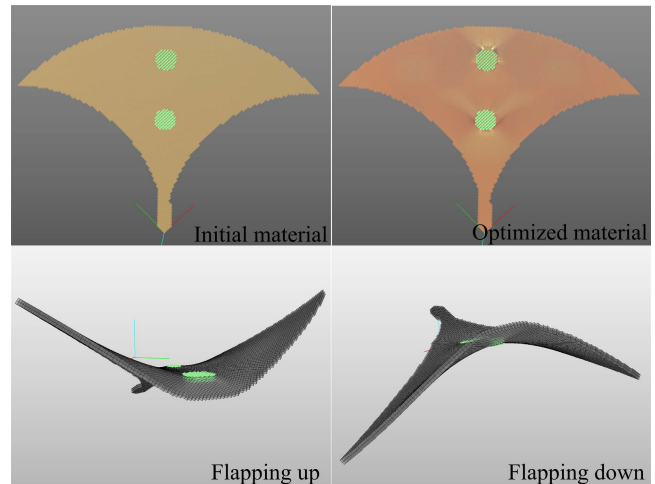 Initial material
Optimized material
Flapping up
Flapping down